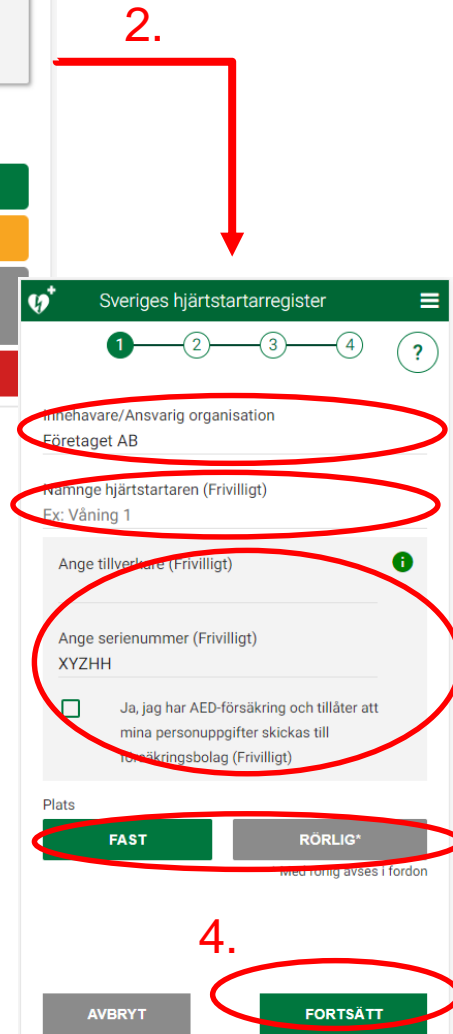 2.
Sveriges hjärtstartarregister
1 2 3 4 ?
Innehavare/Ansvarig organisation
Företaget AB
Namnge hjärtstartaren (Frivilligt)
Ex: Våning 1
Ange tillverkare (Frivilligt)
i
Ange serienummer (Frivilligt)
XYZHH
Ja, jag har AED-försäkring och tillåter att
mina personuppgifter skickas till
försäkringsbolag (Frivilligt)
Plats
FAST RÖRLIG*
* Med rörlig avses i fordon
4.
AVBRYT FORTSÄTT